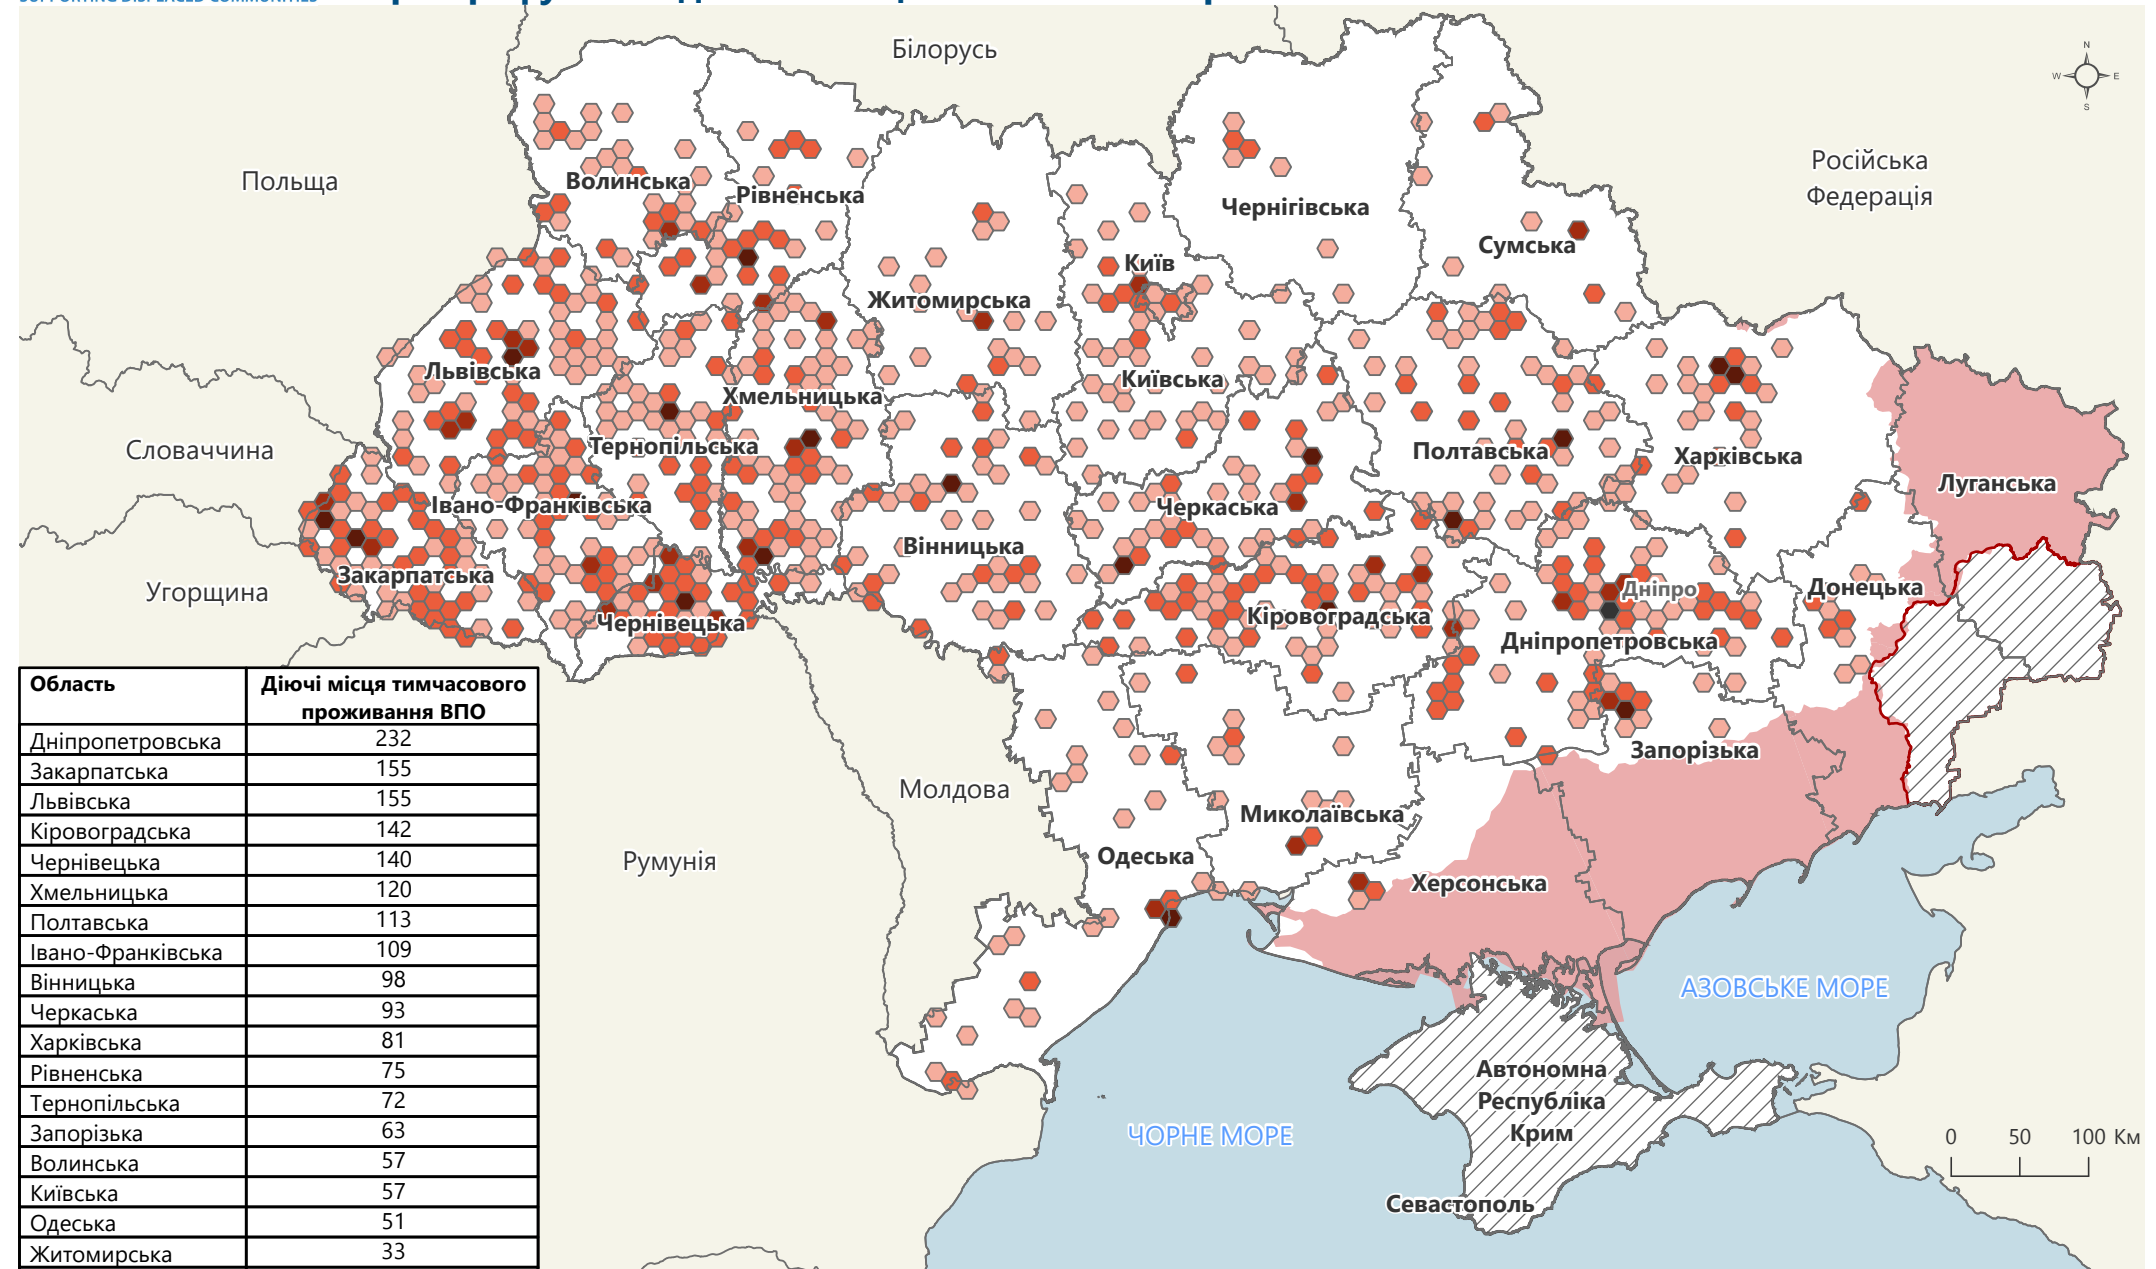 SUPPORTING DISPLACED COMMUNITIES
Білорусь
N
W
E
S
Польща
Російська
Федерація
Волинська
Рівненська
Чернігівська
Сумська
Київ
Житомирська
Львівська
Київська
Хмельницька
Словаччина
Тернопільська
Полтавська
Харківська
Луганська
Івано-Франківська
Черкаська
Вінницька
Закарпатська
Угорщина
Дніпро
Донецька
Кіровоградська
Чернівецька
Дніпропетровська
Запорізька
Молдова
Миколаївська
Румунія
Одеська
Херсонська
АЗОВСЬКЕ МОРЕ
Автономна
Республіка
Крим
ЧОРНЕ МОРЕ
0 50 100 Км
Севастополь
Область Діючі місця тимчасового
проживання ВПО
Дніпропетровська 232
Закарпатська 155
Львівська 155
Кіровоградська 142
Чернівецька 140
Хмельницька 120
Полтавська 113
Івано-Франківська 109
Вінницька 98
Черкаська 93
Харківська 81
Рівненська 75
Тернопільська 72
Запорізька 63
Волинська 57
Київська 57
Одеська 51
Житомирська 33